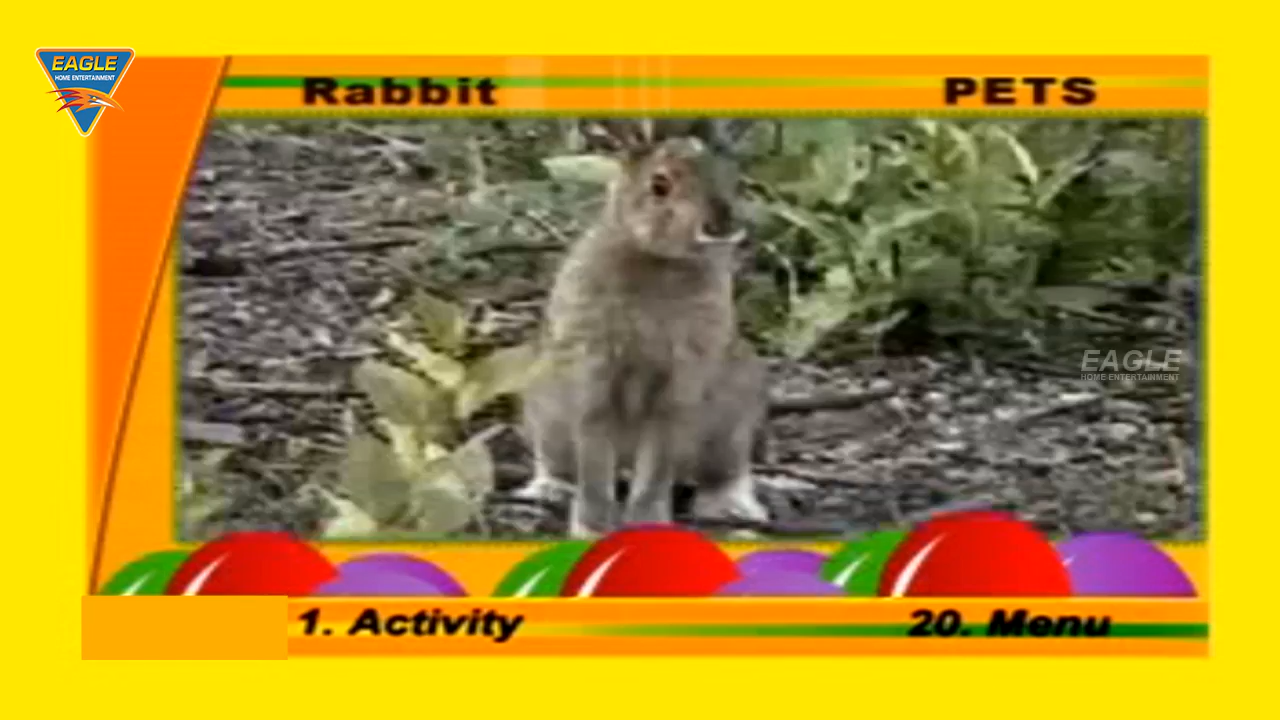 EAGLE
HOME ENTERTAINMENT
Rabbit
PETS
EAGLE
HOME ENTERTAINMENT
1. Activity
20. Menu